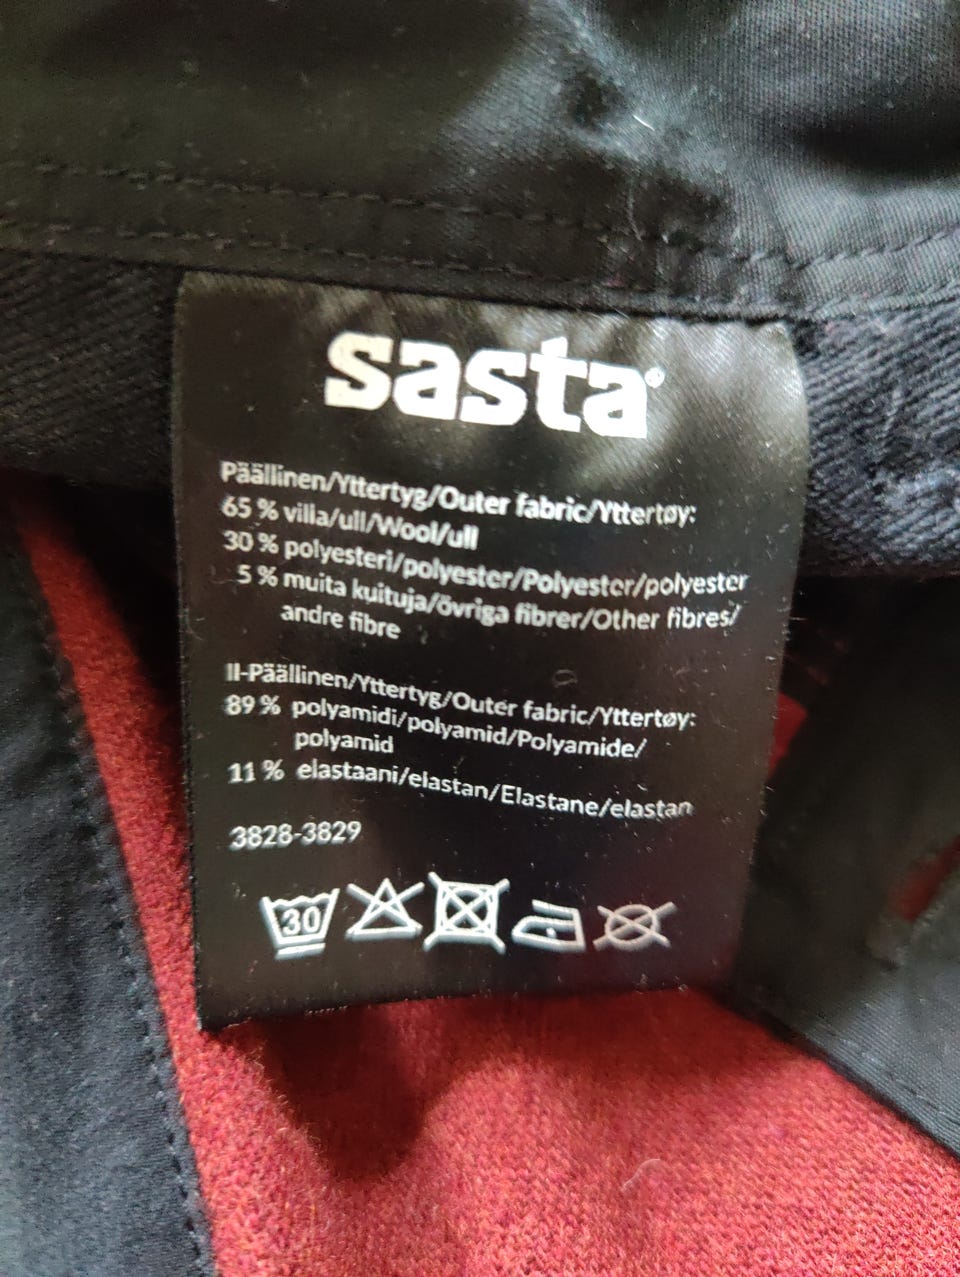 sasta®
Päällinen/Yttertyg/Outer fabric/Yttertøy:
65 % villa/ull/Wool/ull
30 % polyesteri/polyester/Polyester/polyester
5 % muita kuituja/övriga fibrer/Other fibres/
andre fibre
II-Päällinen/Yttertyg/Outer fabric/Yttertøy:
89 % polyamidi/polyamid/Polyamide/
polyamid
11 % elastaani/elastan/Elastane/elastan
3828-3829
30